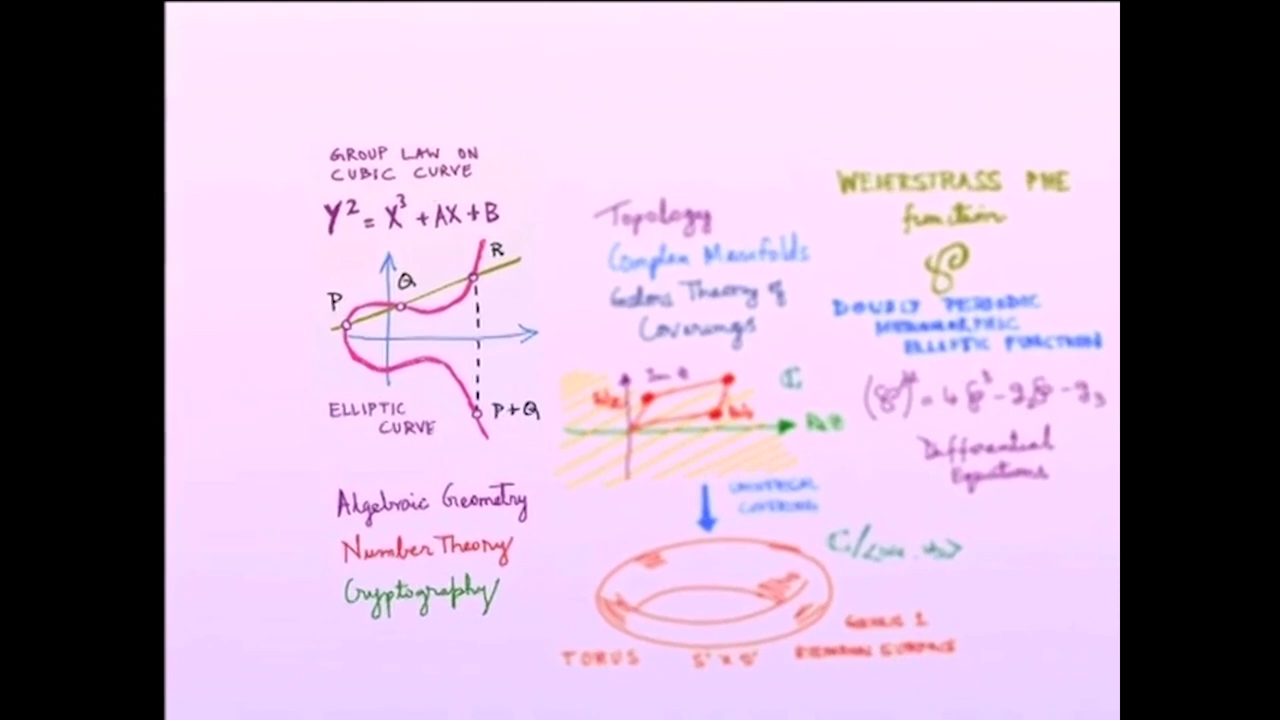 GROUP LAW ON
CUBIC CURVE
Y² = X³ + AX + B
R
Q
P
P+Q
ELLIPTIC
CURVE
Algebraic Geometry
Number Theory
Cryptography
Topology
Complex Manifolds
Galois Theory of
Coverings
Im z
ℂ
Re z
UNIVERSAL
COVERING
TORUS S¹ x S¹
GENUS 1
RIEMANN SURFACE
WEIERSTRASS PHE
function
℘
DOUBLY PERIODIC
MEROMORPHIC
ELLIPTIC FUNCTION
Differential
Equations